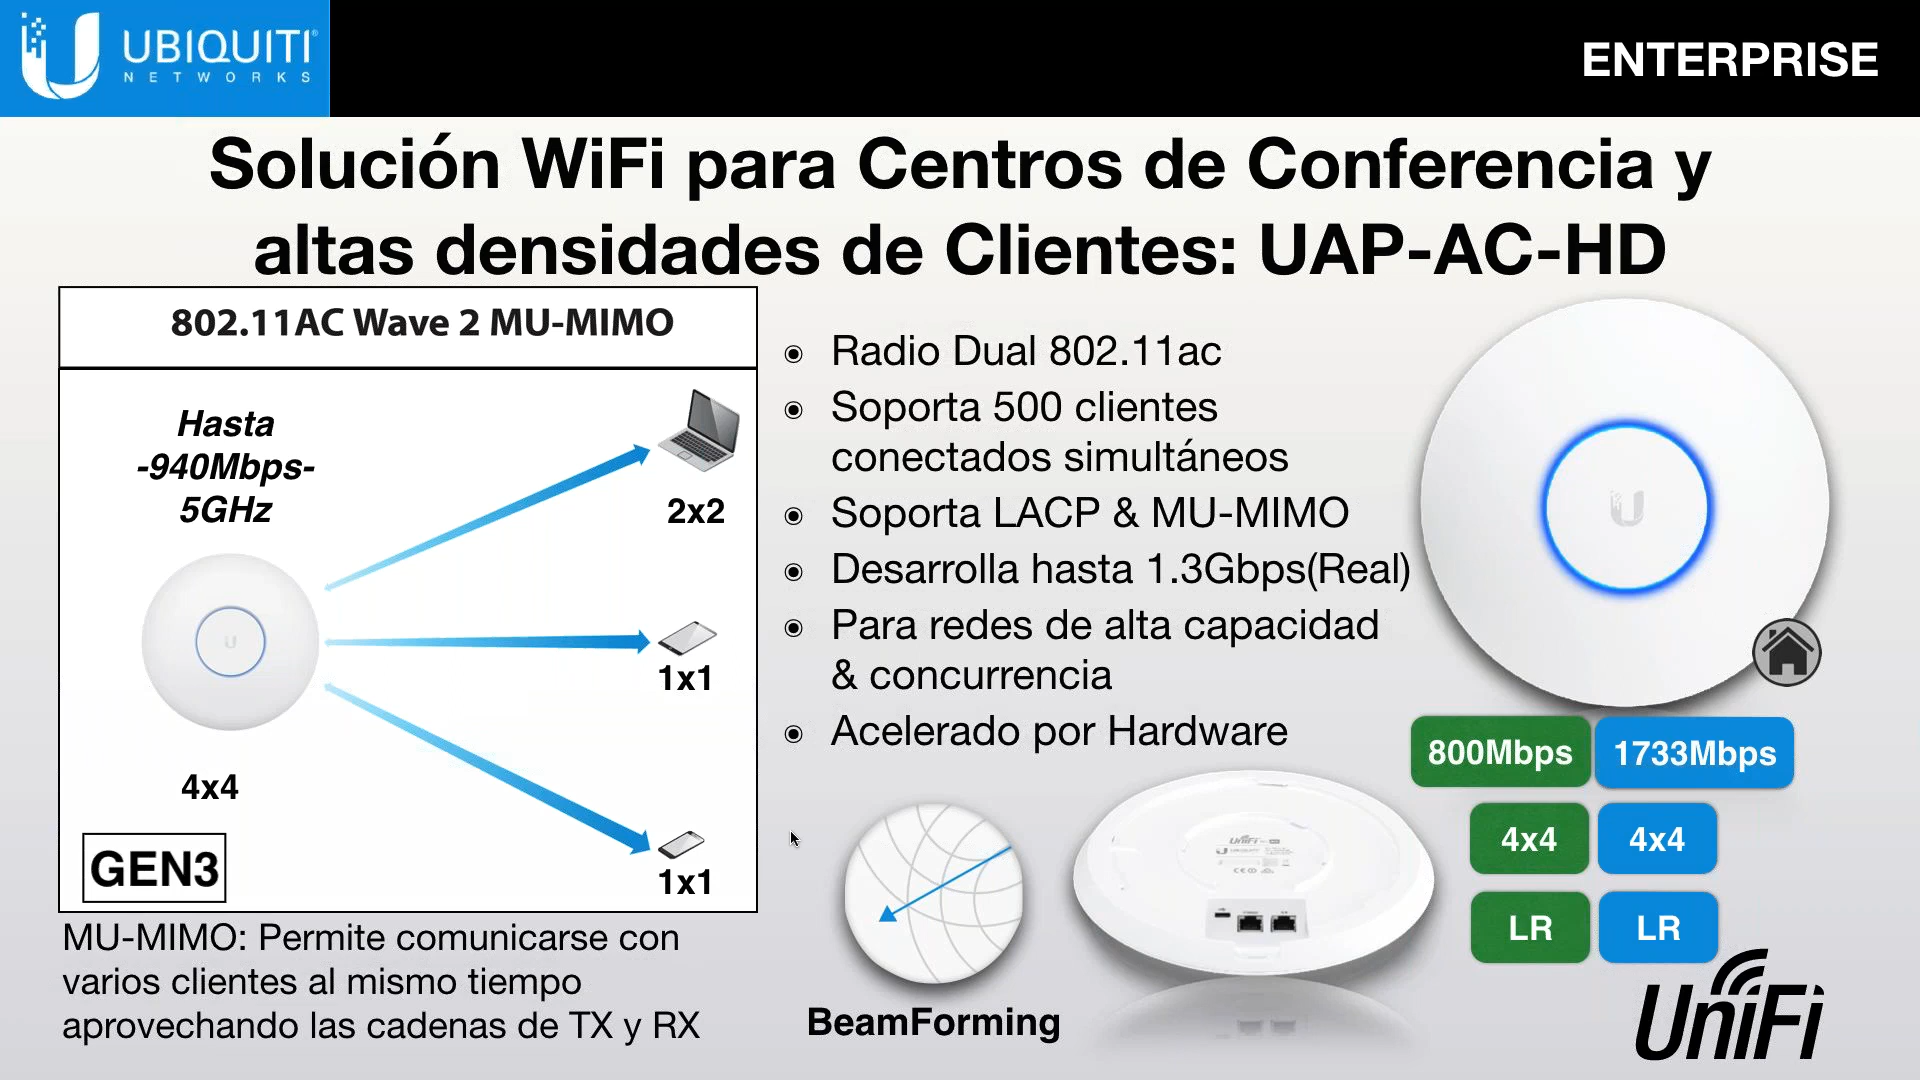 UBIQUITI
NETWORKS
ENTERPRISE
Solución WiFi para Centros de Conferencia y
altas densidades de Clientes: UAP-AC-HD
802.11AC Wave 2 MU-MIMO
Hasta
-940Mbps-
5GHz
2x2
1x1
4x4
1x1
GEN3
MU-MIMO: Permite comunicarse con
varios clientes al mismo tiempo
aprovechando las cadenas de TX y RX
Radio Dual 802.11ac
Soporta 500 clientes
conectados simultáneos
Soporta LACP & MU-MIMO
Desarrolla hasta 1.3Gbps(Real)
Para redes de alta capacidad
& concurrencia
Acelerado por Hardware
BeamForming
UniFi
800Mbps 1733Mbps
4x4 4x4
LR LR
UniFi